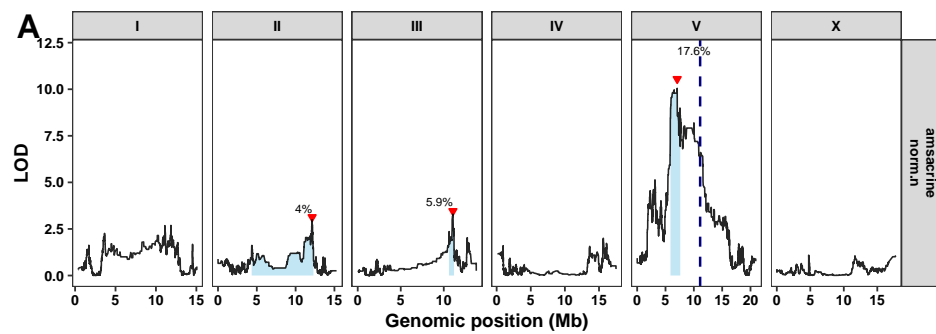 A
I II III IV V X
12.5
10.0
7.5
5.0
2.5
0.0
LOD
4%
5.9%
17.6%
amsacrine
norm.n
0 5 10 15 0 5 10 15 0 5 10 0 5 10 15 0 5 10 15 20 0 5 10 15
Genomic position (Mb)